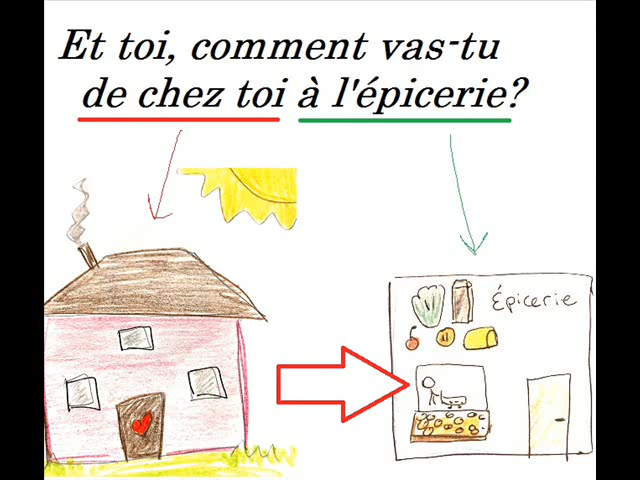 Et toi, comment vas-tu
de chez toi à l'épicerie?
Épicerie